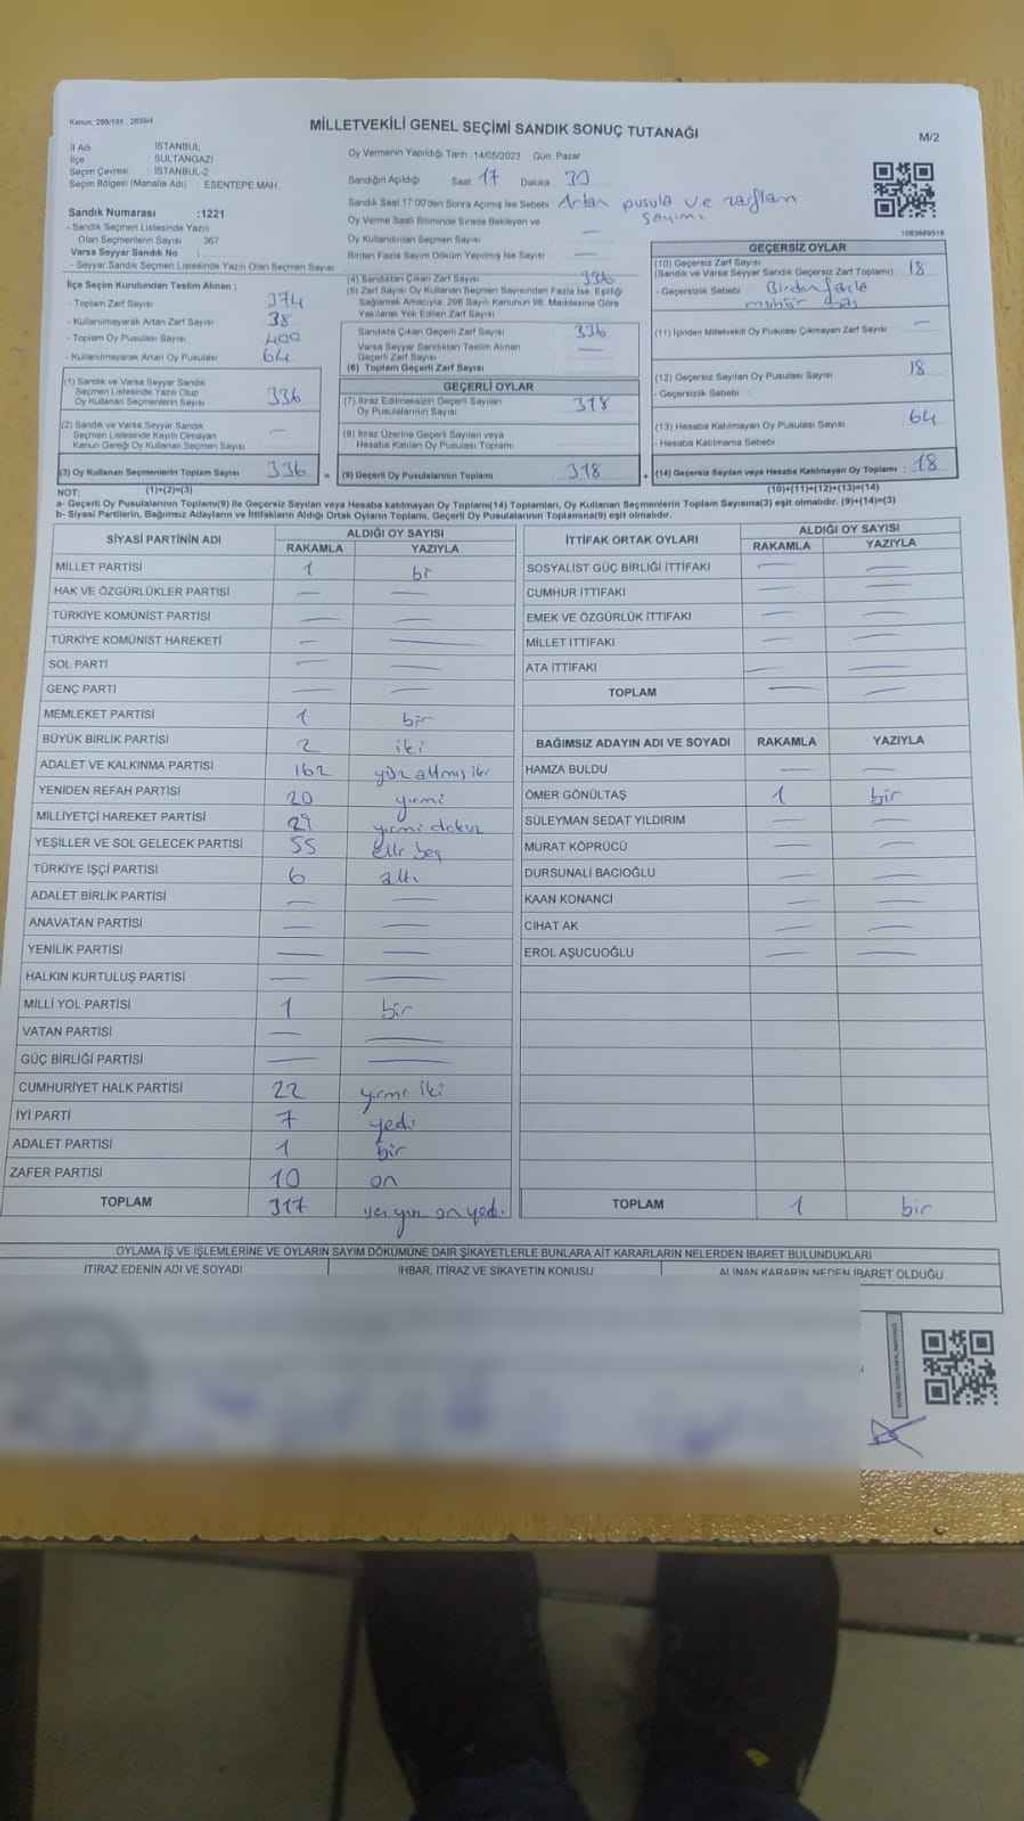 MİLLETVEKİLİ GENEL SEÇİMİ SANDIK SONUÇ TUTANAĞI
M/2
İl Adı İSTANBUL
İlçe SULTANGAZİ
Seçim Çevresi İSTANBUL-2
Seçim Bölgesi (Mahalle Adı) ESENTEPE MAH.
Oy Vermenin Yapıldığı Tarih :14/05/2023 Gün: Pazar
Sandığın Açıldığı Saat 17 Dakika 30
Sandık Saat 17:00'den Sonra Açılmış İse Sebebi Artan pusula ve zarfların sayımı
Oy Verme Saati Bitiminde Sırada Bekleyen ve
Oy Kullandırılan Seçmen Sayısı —
Birden Fazla Sayım Döküm Yapılmış İse Sayısı —
Sandık Numarası :1221
- Sandık Seçmen Listesinde Yazılı
Olan Seçmenlerin Sayısı 367
Varsa Seyyar Sandık No
- Seyyar Sandık Seçmen Listesinde Yazılı Olan Seçmen Sayısı
İlçe Seçim Kurulundan Teslim Alınan :
- Toplam Zarf Sayısı 374
- Kullanılmayarak Artan Zarf Sayısı 38
- Toplam Oy Pusulası Sayısı 400
- Kullanılmayarak Artan Oy Pusulası 64
(1) Sandık ve Varsa Seyyar Sandık
Seçmen Listesinde Yazılı Olup
Oy Kullanan Seçmenlerin Sayısı 336
(2) Sandık ve Varsa Seyyar Sandık
Seçmen Listesinde Kayıtlı Olmayan
Kanun Gereği Oy Kullanan Seçmen Sayısı —
(3) Oy Kullanan Seçmenlerin Toplam Sayısı 336
(1)+(2)=(3)
(4) Sandıktan Çıkan Zarf Sayısı 336
(5) Zarf Sayısı Oy Kullanan Seçmen Sayısından Fazla İse, Eşitliği
Sağlamak Amacıyla, 298 Sayılı Kanunun 98. Maddesine Göre
Yakılarak Yok Edilen Zarf Sayısı
Sandıkta Çıkan Geçerli Zarf Sayısı 336
Varsa Seyyar Sandıktan Teslim Alınan
Geçerli Zarf Sayısı —
(6) Toplam Geçerli Zarf Sayısı
GEÇERLİ OYLAR
(7) İtiraz Edilmeksizin Geçerli Sayılan
Oy Pusulalarının Sayısı 318
(8) İtiraz Üzerine Geçerli Sayılan veya
Hesaba Katılan Oy Pusulası Toplamı
= (9) Geçerli Oy Pusulalarının Toplamı 318
GEÇERSİZ OYLAR
(10) Geçersiz Zarf Sayısı
(Sandık ve Varsa Seyyar Sandık Geçersiz Zarf Toplamı) 18
- Geçersizlik Sebebi Birden fazla
(11) İçinden Milletvekili Oy Pusulası Çıkmayan Zarf Sayısı —
(12) Geçersiz Sayılan Oy Pusulası Sayısı 18
- Geçersizlik Sebebi
(13) Hesaba Katılmayan Oy Pusulası Sayısı 64
- Hesaba Katılmama Sebebi
+ (14) Geçersiz Sayılan veya Hesaba Katılmayan Oy Toplamı : 18
(10)+(11)+(12)+(13)=(14)
NOT:
a- Geçerli Oy Pusulalarının Toplamı(9) ile Geçersiz Sayılan veya Hesaba katılmayan Oy Toplamı(14) Toplamları, Oy Kullanan Seçmenlerin Toplam Sayısına(3) eşit olmalıdır. (9)+(14)=(3)
b- Siyasi Partilerin, Bağımsız Adayların ve İttifakların Aldığı Ortak Oyların Toplamı, Geçerli Oy Pusulalarının Toplamına(9) eşit olmalıdır.
SİYASİ PARTİNİN ADI ALDIĞI OY SAYISI
RAKAMLA YAZIYLA
MİLLET PARTİSİ 1 bi
HAK VE ÖZGÜRLÜKLER PARTİSİ — —
TÜRKİYE KOMÜNİST PARTİSİ — —
TÜRKİYE KOMÜNİST HAREKETİ — —
SOL PARTİ — —
GENÇ PARTİ — —
MEMLEKET PARTİSİ 1 bir
BÜYÜK BİRLİK PARTİSİ 2 iki
ADALET VE KALKINMA PARTİSİ 162 yüz altmış iki
YENİDEN REFAH PARTİSİ 20 yirmi
MİLLİYETÇİ HAREKET PARTİSİ 29 yirmi dokuz
YEŞİLLER VE SOL GELECEK PARTİSİ 55 elli beş
TÜRKİYE İŞÇİ PARTİSİ 6 altı
ADALET BİRLİK PARTİSİ — —
ANAVATAN PARTİSİ — —
YENİLİK PARTİSİ — —
HALKIN KURTULUŞ PARTİSİ — —
MİLLİ YOL PARTİSİ 1 bir
VATAN PARTİSİ — —
GÜÇ BİRLİĞİ PARTİSİ — —
CUMHURİYET HALK PARTİSİ 22 yirmi iki
İYİ PARTİ 7 yedi
ADALET PARTİSİ 1 bir
ZAFER PARTİSİ 10 on
TOPLAM 317 on yedi
İTTİFAK ORTAK OYLARI ALDIĞI OY SAYISI
RAKAMLA YAZIYLA
SOSYALİST GÜÇ BİRLİĞİ İTTİFAKI — —
CUMHUR İTTİFAKI — —
EMEK VE ÖZGÜRLÜK İTTİFAKI — —
MİLLET İTTİFAKI — —
ATA İTTİFAKI — —
TOPLAM — —
BAĞIMSIZ ADAYIN ADI VE SOYADI RAKAMLA YAZIYLA
HAMZA BULDU — —
ÖMER GÖNÜLTAŞ 1 bir
SÜLEYMAN SEDAT YILDIRIM — —
MURAT KÖPRÜCÜ — —
DURSUNALİ BACIOĞLU — —
KAAN KONANCİ — —
CİHAT AK — —
EROL AŞUCUOĞLU — —
TOPLAM 1 bir
OYLAMA İŞ VE İŞLEMLERİNE VE OYLARIN SAYIM DÖKÜMÜNE DAİR ŞİKAYETLERLE BUNLARA AİT KARARLARIN NELERDEN İBARET BULUNDUKLARI
İTİRAZ EDENİN ADI VE SOYADI İHBAR, İTİRAZ VE ŞİKAYETİN KONUSU ALINAN KARARIN NEDEN İBARET OLDUĞU